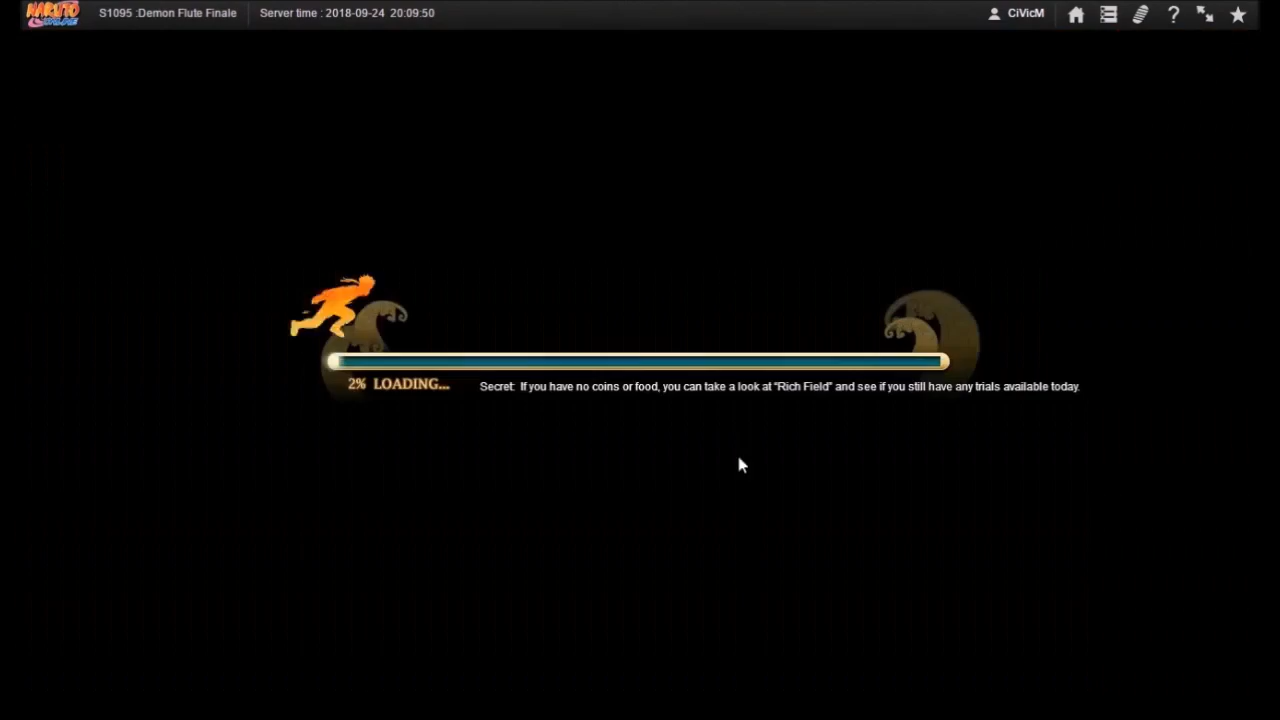 NARUTO ONLINE
S1095 :Demon Flute Finale
Server time : 2018-09-24 20:09:50
CiVicM
?
2% LOADING...
Secret: If you have no coins or food, you can take a look at "Rich Field" and see if you still have any trials available today.